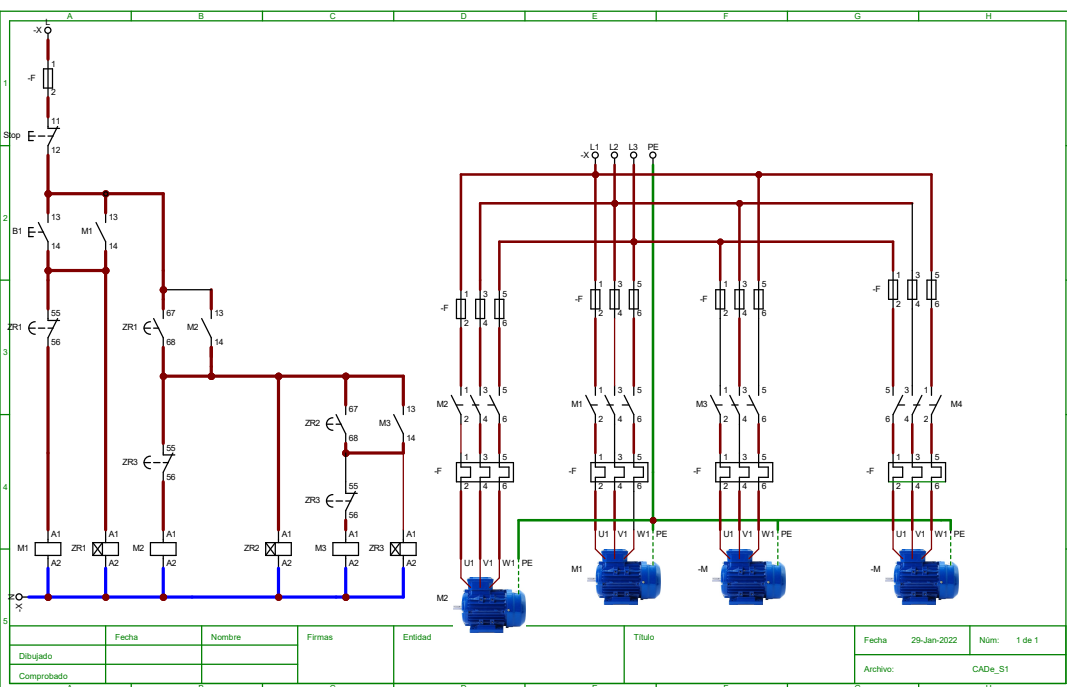 A B C D E F G H
L
-X
1
-F
1
2
Stop
11
12
L1 L2 L3 PE
-X
2
B1
13
14
M1
13
14
-F
1 3 5
2 4 6
-F
1 3 5
2 4 6
-F
1 3 5
2 4 6
-F
1 3 5
2 4 6
3
ZR1
55
56
ZR1
67
68
M2
13
14
M2
1 3 5
2 4 6
M1
1 3 5
2 4 6
M3
1 3 5
2 4 6
5 3 1
6 4 2
M4
ZR2
67
68
M3
13
14
4
ZR3
55
56
ZR3
55
56
-F
1 3 5
2 4 6
-F
1 3 5
2 4 6
-F
1 3 5
2 4 6
-F
1 3 5
2 4 6
M1
A1
A2
ZR1
A1
A2
M2
A1
A2
ZR2
A1
A2
M3
A1
A2
ZR3
A1
A2
U1 V1 W1 PE
M2
U1 V1 W1 PE
M1
U1 V1 W1 PE
-M
U1 V1 W1 PE
-M
N
-X
5
Fecha Nombre Firmas Entidad Título
Dibujado
Comprobado
Fecha 29-Jan-2022 Núm: 1 de 1
Archivo: CADe_S1